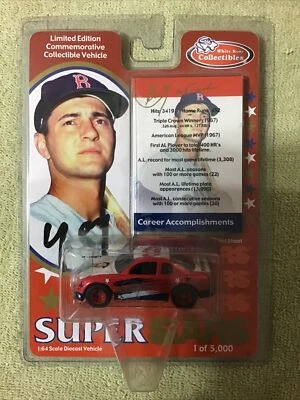 Limited Edition
Commemorative
Collectible Vehicle
White Rose
Collectibles
B
Hits: 3419 Home Runs: 452
Triple Crown Winner (1967)
American League MVP (1967)
First AL Player to total 400 HR's
and 3000 hits lifetime
A.L. record for most game lifetime (3,308)
Most A.L. seasons
with 100 or more games (22)
Most A.L. lifetime plate
appearances
Most A.L. consecutive seasons
with 100 or more games (20)
Career Accomplishments
SUPER
1:64 Scale Diecast Vehicle
1 of 5,000